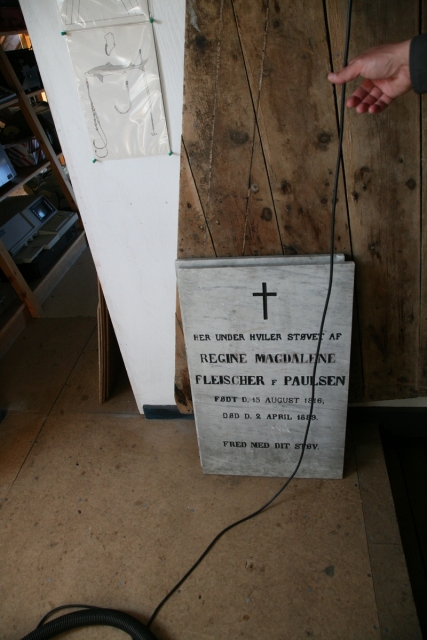 HER UNDER HVILER STØVET AF
REGINE MAGDALENE
FLEISCHER F PAULSEN
FØDT D. 15 AUGUST
DØD D. 2 APRIL
FRED MED DIT STØV.